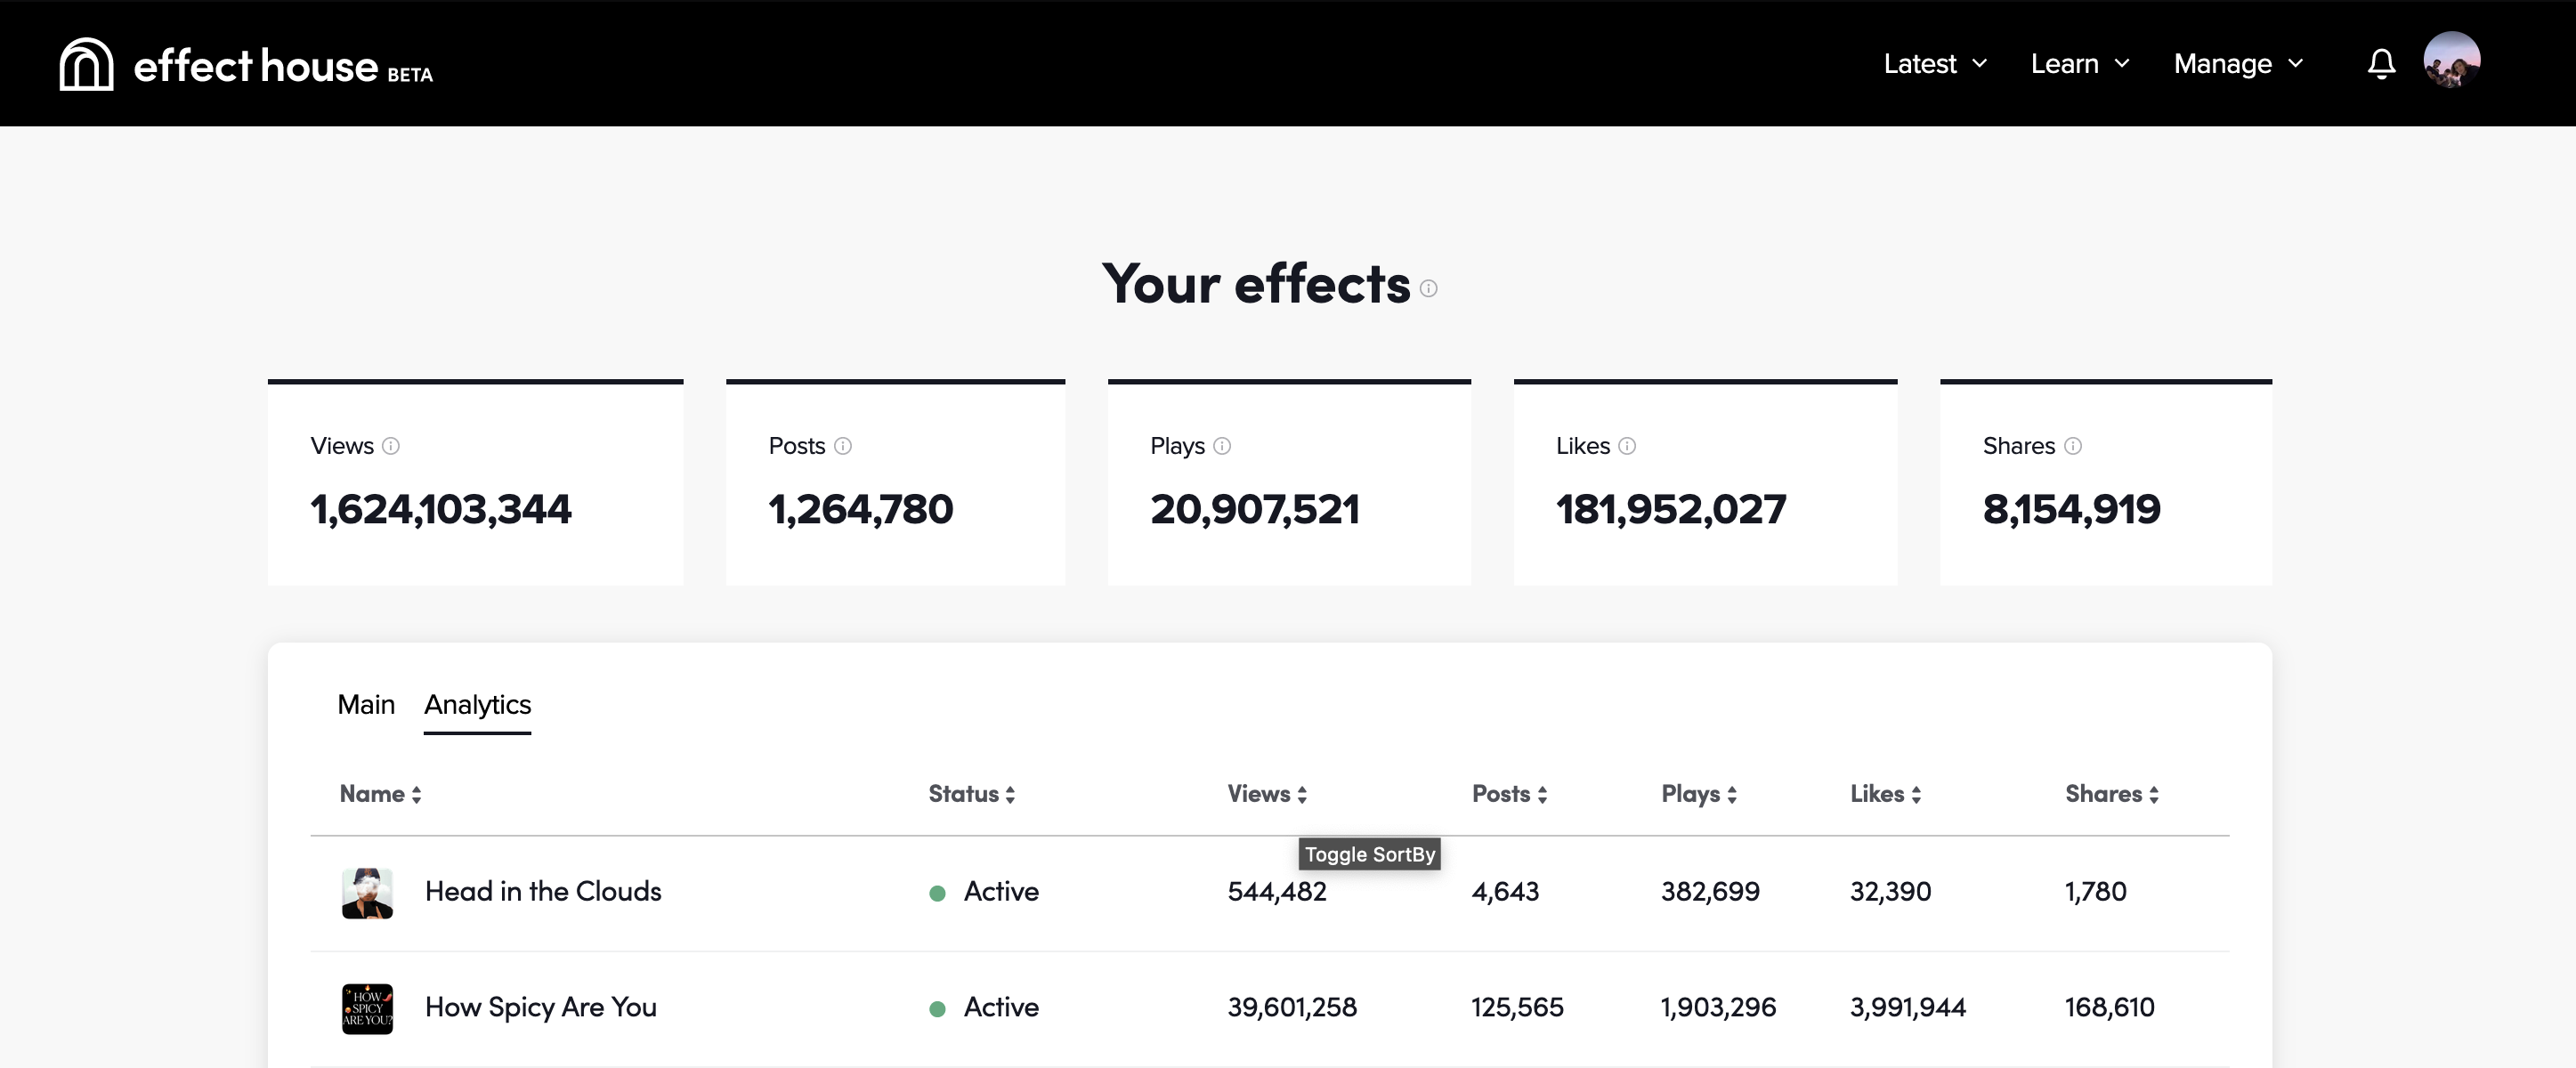 effect house BETA
Latest Learn Manage
Your effects
Views Posts Plays Likes Shares
1,624,103,344 1,264,780 20,907,521 181,952,027 8,154,919
Main Analytics
Name Status Views Posts Plays Likes Shares
Toggle SortBy
Head in the Clouds Active 544,482 4,643 382,699 32,390 1,780
HOW
SPICY
ARE YOU?
How Spicy Are You Active 39,601,258 125,565 1,903,296 3,991,944 168,610